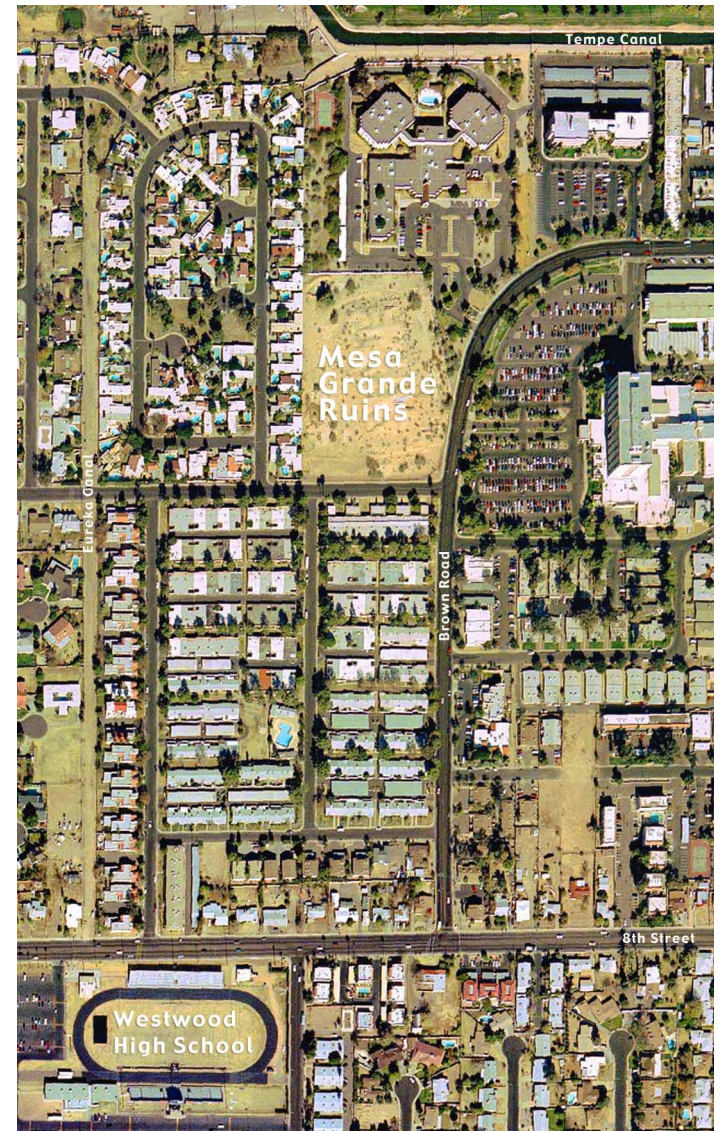 Tempe Canal
Mesa
Grande
Ruins
Eureka Canal
Brown Road
8th Street
Westwood
High School